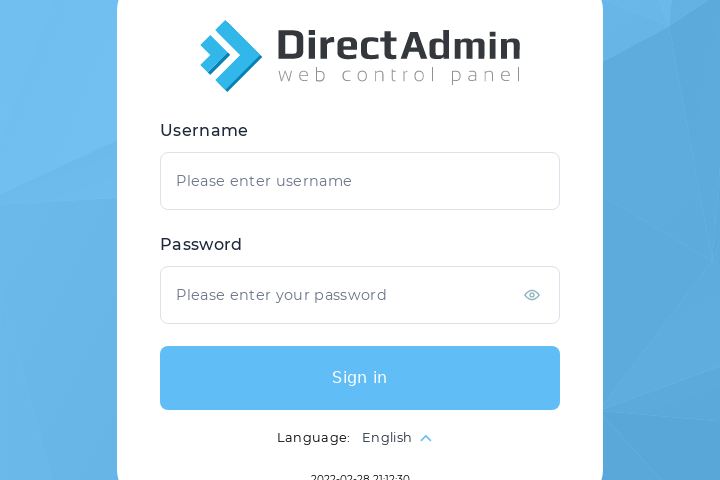 DirectAdmin
web control panel
Username
Please enter username
Password
Please enter your password
Sign in
Language: English
2022-02-28 21:12:30